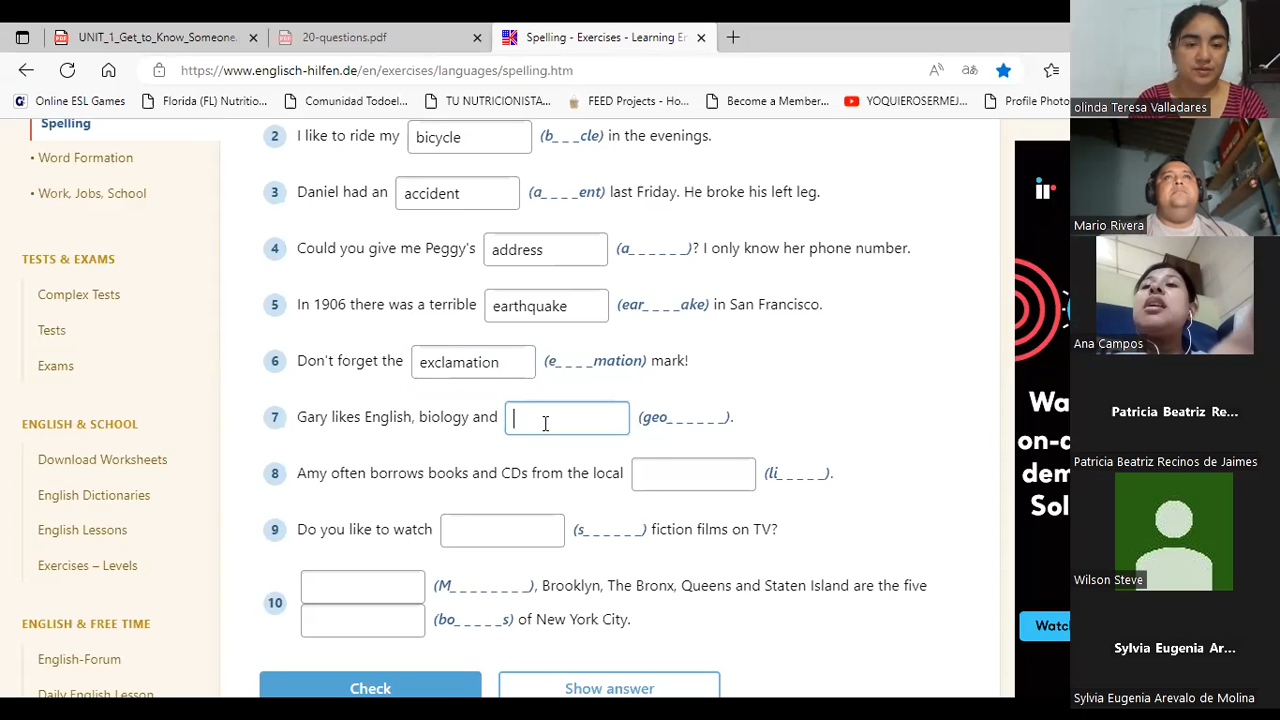 UNIT_1_Get_to_Know_Someone.
20-questions.pdf
Spelling - Exercises - Learning En
https://www.englisch-hilfen.de/en/exercises/languages/spelling.htm
Online ESL Games
Florida (FL) Nutritio...
Comunidad Todoel...
TU NUTRICIONISTA...
FEED Projects - Ho...
Become a Member...
YOQUIEROSERMEJ...
Profile Photo
Spelling
• Word Formation
• Work, Jobs, School
TESTS & EXAMS
Complex Tests
Tests
Exams
ENGLISH & SCHOOL
Download Worksheets
English Dictionaries
English Lessons
Exercises – Levels
ENGLISH & FREE TIME
English-Forum
Daily English Lesson
2 I like to ride my bicycle (b_ _ _cle) in the evenings.
3 Daniel had an accident (a_ _ _ _ent) last Friday. He broke his left leg.
4 Could you give me Peggy's address (a_ _ _ _ _ _)? I only know her phone number.
5 In 1906 there was a terrible earthquake (ear_ _ _ _ake) in San Francisco.
6 Don't forget the exclamation (e_ _ _ _mation) mark!
7 Gary likes English, biology and (geo_ _ _ _ _ _).
8 Amy often borrows books and CDs from the local (li_ _ _ _ _).
9 Do you like to watch (s_ _ _ _ _ _) fiction films on TV?
10 (M_ _ _ _ _ _ _ _), Brooklyn, The Bronx, Queens and Staten Island are the five
(bo_ _ _ _ _s) of New York City.
Check
Show answer
ir
Wa
on-d
dem
Sol
Watc
olinda Teresa Valladares
Mario Rivera
Ana Campos
Patricia Beatriz Re...
Patricia Beatriz Recinos de Jaimes
Wilson Steve
Sylvia Eugenia Ar...
Sylvia Eugenia Arevalo de Molina